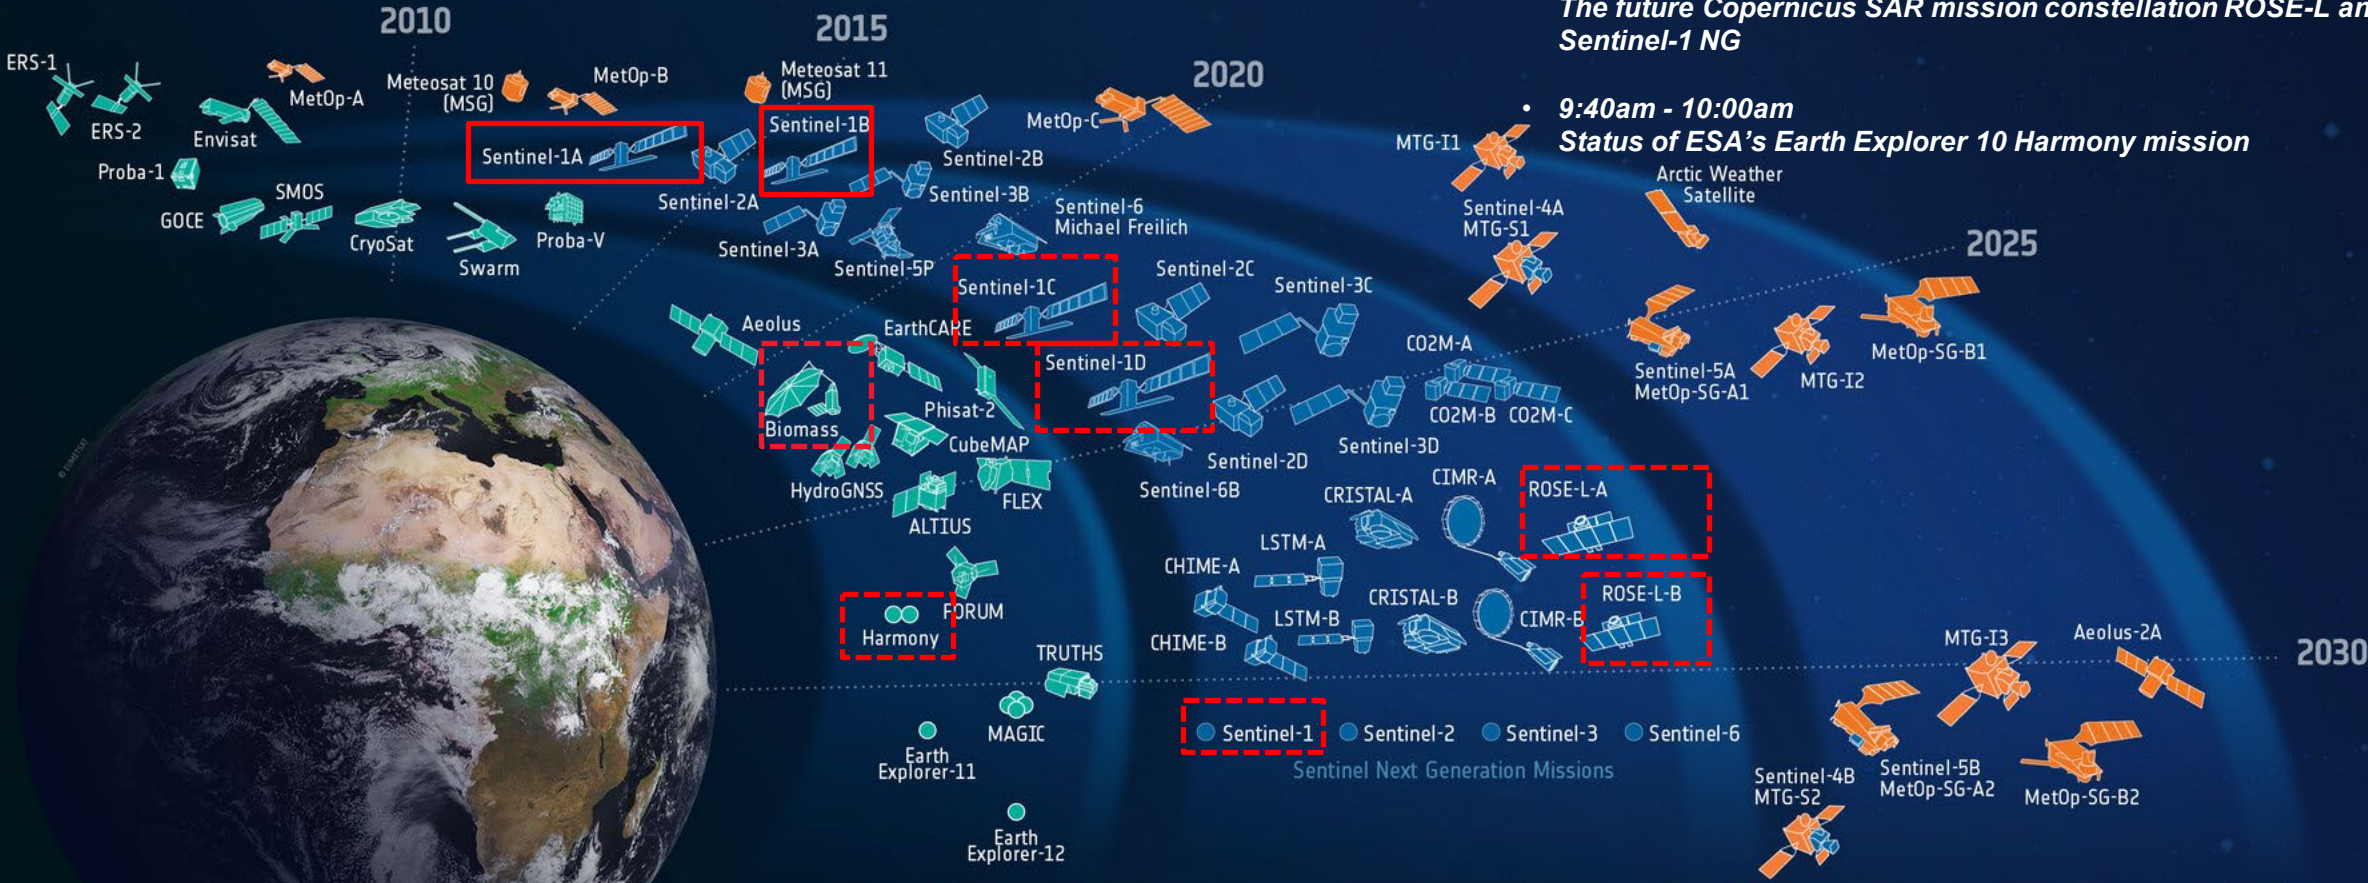 The future Copernicus SAR mission constellation ROSE-L an
Sentinel-1 NG
• 9:40am - 10:00am
Status of ESA's Earth Explorer 10 Harmony mission
2010
2015
2020
2025
2030
ERS-1
ERS-2
MetOp-A
Envisat
Meteosat 10
(MSG)
MetOp-B
Meteosat 11
(MSG)
MetOp-C
Proba-1
GOCE
SMOS
CryoSat
Swarm
Proba-V
Sentinel-1A
Sentinel-1B
Sentinel-2A
Sentinel-2B
Sentinel-3A
Sentinel-3B
Sentinel-5P
Sentinel-6
Michael Freilich
MTG-I1
Sentinel-4A
MTG-S1
Arctic Weather
Satellite
Sentinel-1C
Sentinel-2C
Sentinel-3C
Aeolus
EarthCARE
Sentinel-1D
CO2M-A
CO2M-B
CO2M-C
Sentinel-5A
MetOp-SG-A1
MTG-I2
MetOp-SG-B1
Biomass
Phisat-2
CubeMAP
HydroGNSS
ALTIUS
FLEX
Sentinel-2D
Sentinel-3D
Sentinel-6B
CRISTAL-A
CIMR-A
ROSE-L-A
LSTM-A
CHIME-A
FORUM
Harmony
CHIME-B
LSTM-B
CRISTAL-B
CIMR-B
ROSE-L-B
TRUTHS
MAGIC
Earth
Explorer-11
Earth
Explorer-12
Sentinel-1
Sentinel-2
Sentinel-3
Sentinel-6
Sentinel Next Generation Missions
MTG-I3
Aeolus-2A
Sentinel-4B
MTG-S2
Sentinel-5B
MetOp-SG-A2
MetOp-SG-B2
© EUMETSAT